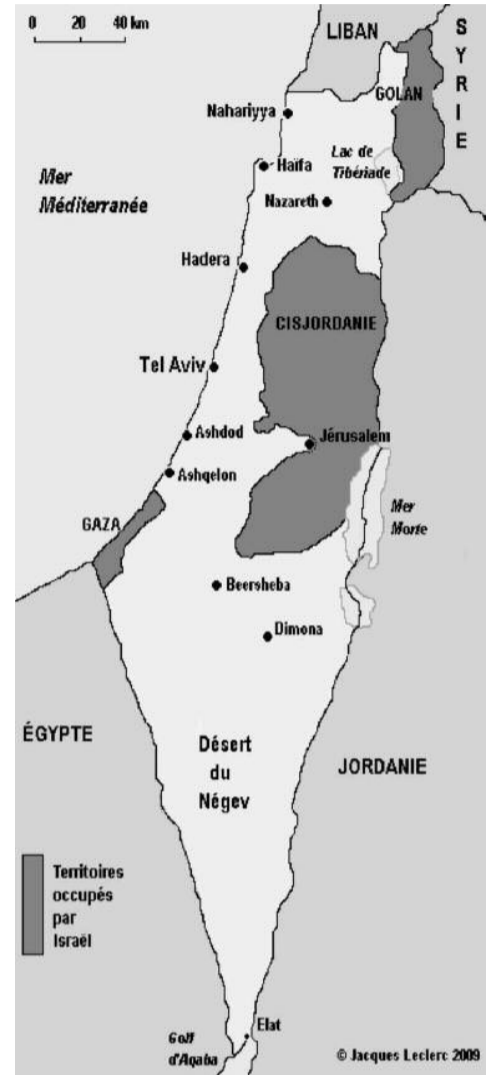 0 20 40 km
LIBAN
SYRIE
GOLAN
Nahariyya
Lac de
Tibériade
Haïfa
Mer
Méditerranée
Nazareth
Hadera
CISJORDANIE
Tel Aviv
Ashdod
Jérusalem
Ashqelon
Mer
Morte
GAZA
Beersheba
Dimona
ÉGYPTE
Désert
du
Négev
JORDANIE
Territoires
occupés
par
Israël
Elat
Golf
d'Aqaba
© Jacques Leclerc 2009